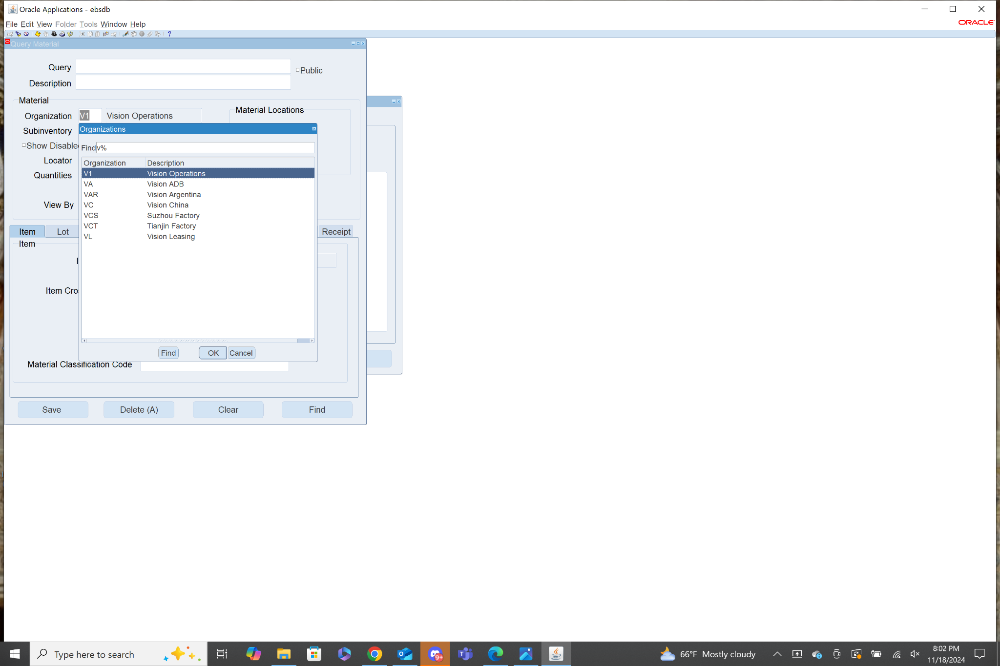 Oracle Applications - ebsdb
File Edit View Folder Tools Window Help
ORACLE
Query Material
Query
Public
Description
Material
Organization V1 Vision Operations
Material Locations
Subinventory
Show Disable
Locator
Quantities
View By
Organizations
Find v%
Organization Description
V1 Vision Operations
VA Vision ADB
VAR Vision Argentina
VC Vision China
VCS Suzhou Factory
VCT Tianjin Factory
VL Vision Leasing
Find OK Cancel
Item Lot Receipt
Item
I
Item Cro
Material Classification Code
Save Delete (A) Clear Find
Type here to search
9+
66°F Mostly cloudy
8:02 PM
11/18/2024